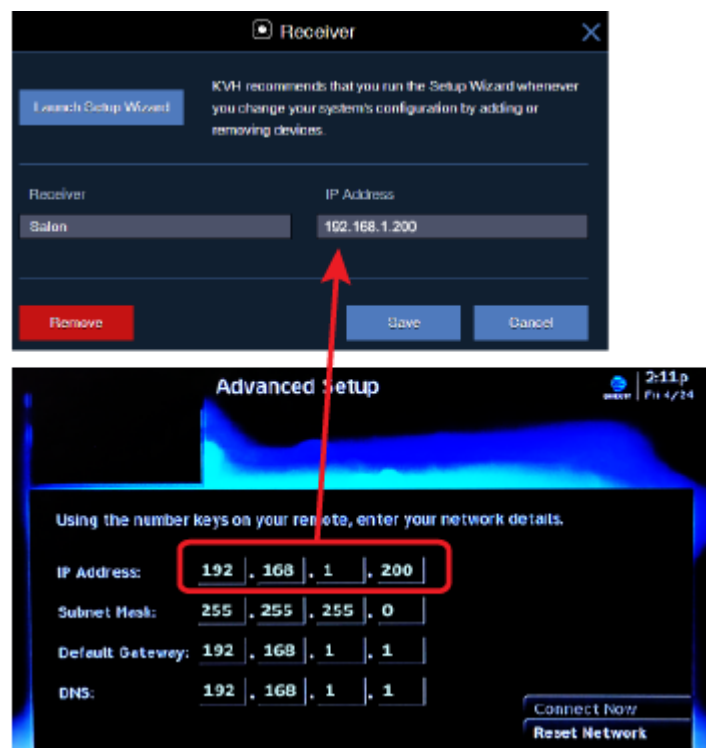 Receiver
Launch Setup Wizard
KVH recommends that you run the Setup Wizard whenever
you change your system's configuration by adding or
removing devices.
Receiver IP Address
Salon 192.168.1.200
Remove Save Cancel
Advanced Setup
2:11p
Fri 4/24
Using the number keys on your remote, enter your network details.
IP Address: 192 . 168 . 1 . 200
Subnet Mask: 255 . 255 . 255 . 0
Default Gateway: 192 . 168 . 1 . 1
DNS: 192 . 168 . 1 . 1
Connect Now
Reset Network